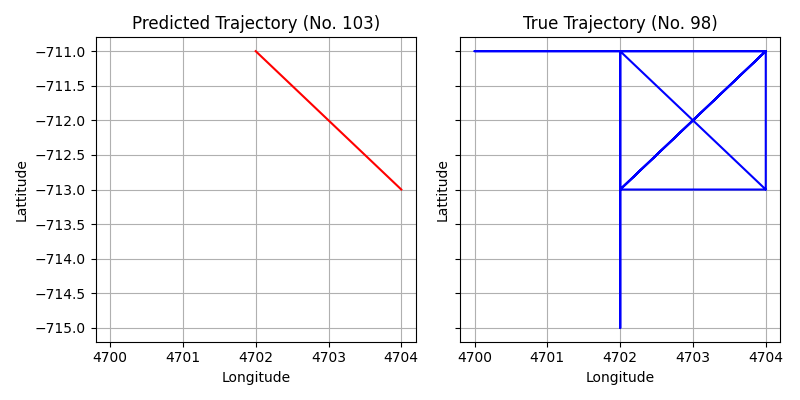 Predicted Trajectory (No. 103)
True Trajectory (No. 98)
−711.0
−711.5
−712.0
−712.5
−713.0
−713.5
−714.0
−714.5
−715.0
Lattitude
Lattitude
4700 4701 4702 4703 4704
4700 4701 4702 4703 4704
Longitude
Longitude